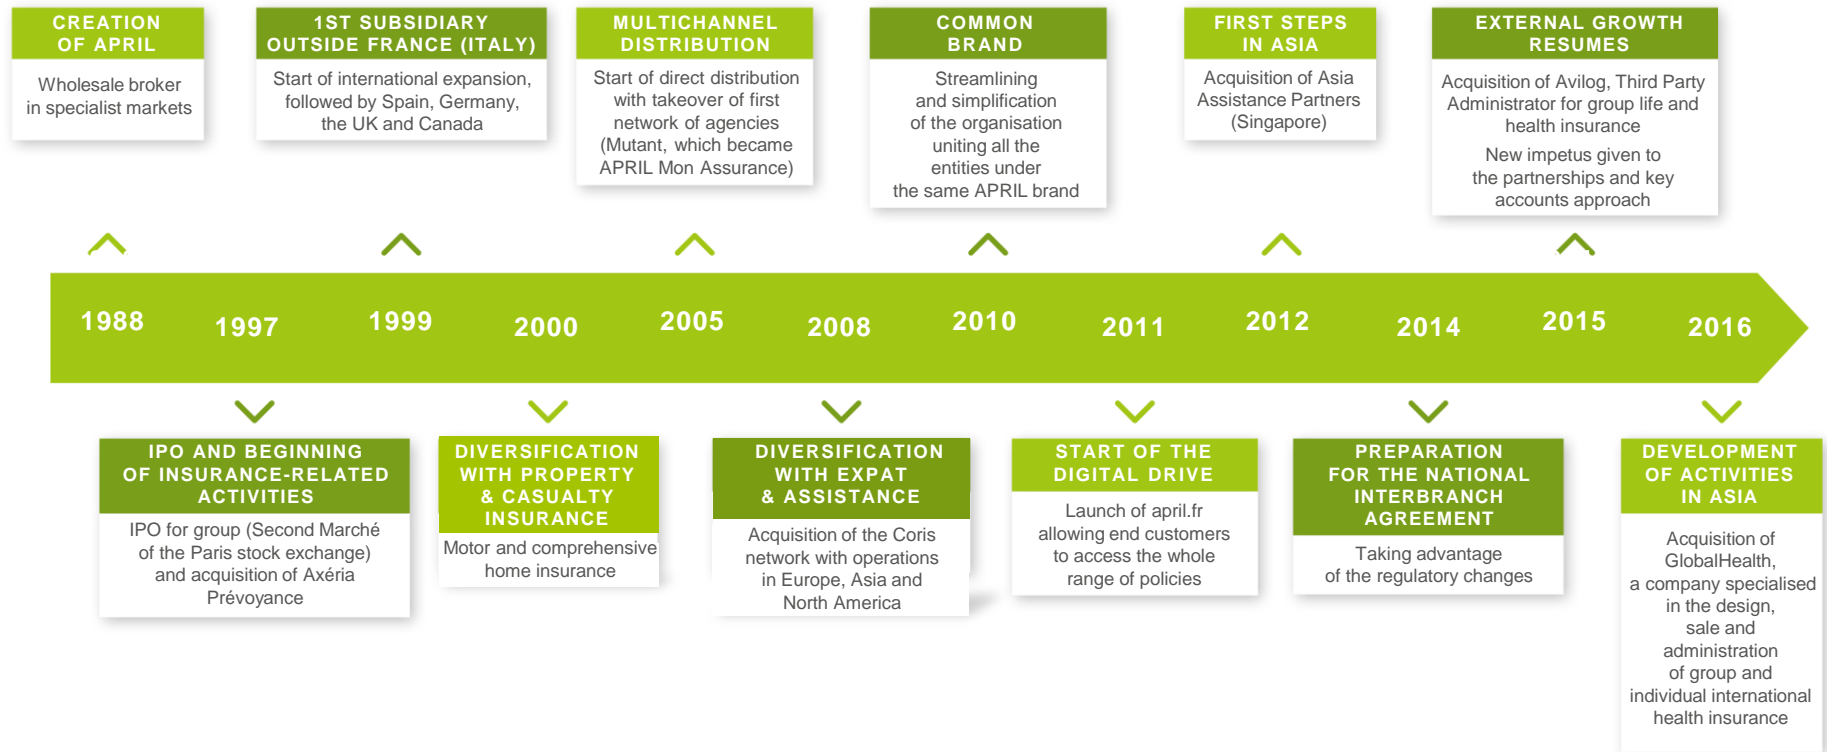 CREATION
OF APRIL
Wholesale broker
in specialist markets
1ST SUBSIDIARY
OUTSIDE FRANCE (ITALY)
Start of international expansion,
followed by Spain, Germany,
the UK and Canada
MULTICHANNEL
DISTRIBUTION
Start of direct distribution
with takeover of first
network of agencies
(Mutant, which became
APRIL Mon Assurance)
COMMON
BRAND
Streamlining
and simplification
of the organisation
uniting all the
entities under
the same APRIL brand
FIRST STEPS
IN ASIA
Acquisition of Asia
Assistance Partners
(Singapore)
EXTERNAL GROWTH
RESUMES
Acquisition of Avilog, Third Party
Administrator for group life and
health insurance
New impetus given to
the partnerships and key
accounts approach
1988
1997
1999
2000
2005
2008
2010
2011
2012
2014
2015
2016
IPO AND BEGINNING
OF INSURANCE-RELATED
ACTIVITIES
IPO for group (Second Marché
of the Paris stock exchange)
and acquisition of Axéria
Prévoyance
DIVERSIFICATION
WITH PROPERTY
& CASUALTY
INSURANCE
Motor and comprehensive
home insurance
DIVERSIFICATION
WITH EXPAT
& ASSISTANCE
Acquisition of the Coris
network with operations
in Europe, Asia and
North America
START OF THE
DIGITAL DRIVE
Launch of april.fr
allowing end customers
to access the whole
range of policies
PREPARATION
FOR THE NATIONAL
INTERBRANCH
AGREEMENT
Taking advantage
of the regulatory changes
DEVELOPMENT
OF ACTIVITIES
IN ASIA
Acquisition of
GlobalHealth,
a company specialised
in the design,
sale and
administration
of group and
individual international
health insurance